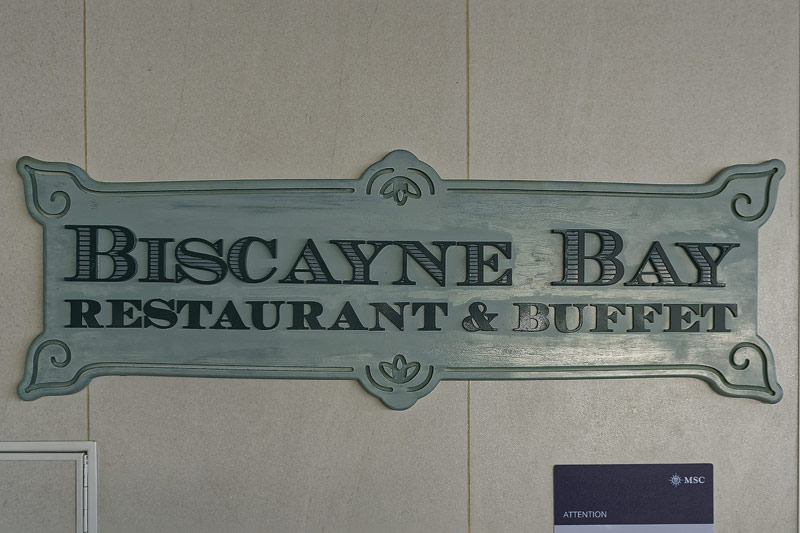 BISCAYNE BAY
RESTAURANT & BUFFET
MSC
ATTENTION